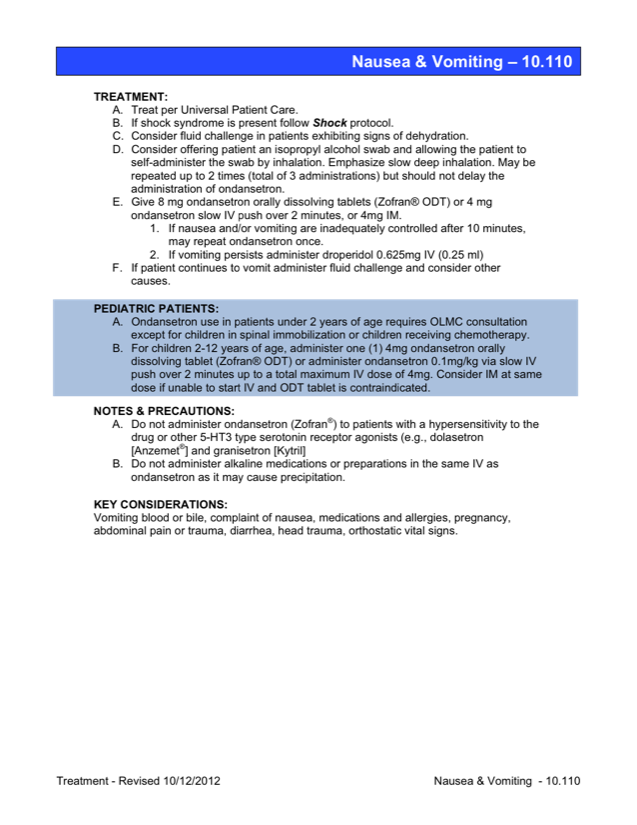 Nausea & Vomiting – 10.110
TREATMENT:
A. Treat per Universal Patient Care.
B. If shock syndrome is present follow Shock protocol.
C. Consider fluid challenge in patients exhibiting signs of dehydration.
D. Consider offering patient an isopropyl alcohol swab and allowing the patient to
self-administer the swab by inhalation. Emphasize slow deep inhalation. May be
repeated up to 2 times (total of 3 administrations) but should not delay the
administration of ondansetron.
E. Give 8 mg ondansetron orally dissolving tablets (Zofran® ODT) or 4 mg
ondansetron slow IV push over 2 minutes, or 4mg IM.
1. If nausea and/or vomiting are inadequately controlled after 10 minutes,
may repeat ondansetron once.
2. If vomiting persists administer droperidol 0.625mg IV (0.25 ml)
F. If patient continues to vomit administer fluid challenge and consider other
causes.
PEDIATRIC PATIENTS:
A. Ondansetron use in patients under 2 years of age requires OLMC consultation
except for children in spinal immobilization or children receiving chemotherapy.
B. For children 2-12 years of age, administer one (1) 4mg ondansetron orally
dissolving tablet (Zofran® ODT) or administer ondansetron 0.1mg/kg via slow IV
push over 2 minutes up to a total maximum IV dose of 4mg. Consider IM at same
dose if unable to start IV and ODT tablet is contraindicated.
NOTES & PRECAUTIONS:
A. Do not administer ondansetron (Zofran®) to patients with a hypersensitivity to the
drug or other 5-HT3 type serotonin receptor agonists (e.g., dolasetron
[Anzemet®] and granisetron [Kytril]
B. Do not administer alkaline medications or preparations in the same IV as
ondansetron as it may cause precipitation.
KEY CONSIDERATIONS:
Vomiting blood or bile, complaint of nausea, medications and allergies, pregnancy,
abdominal pain or trauma, diarrhea, head trauma, orthostatic vital signs.
Treatment - Revised 10/12/2012
Nausea & Vomiting - 10.110